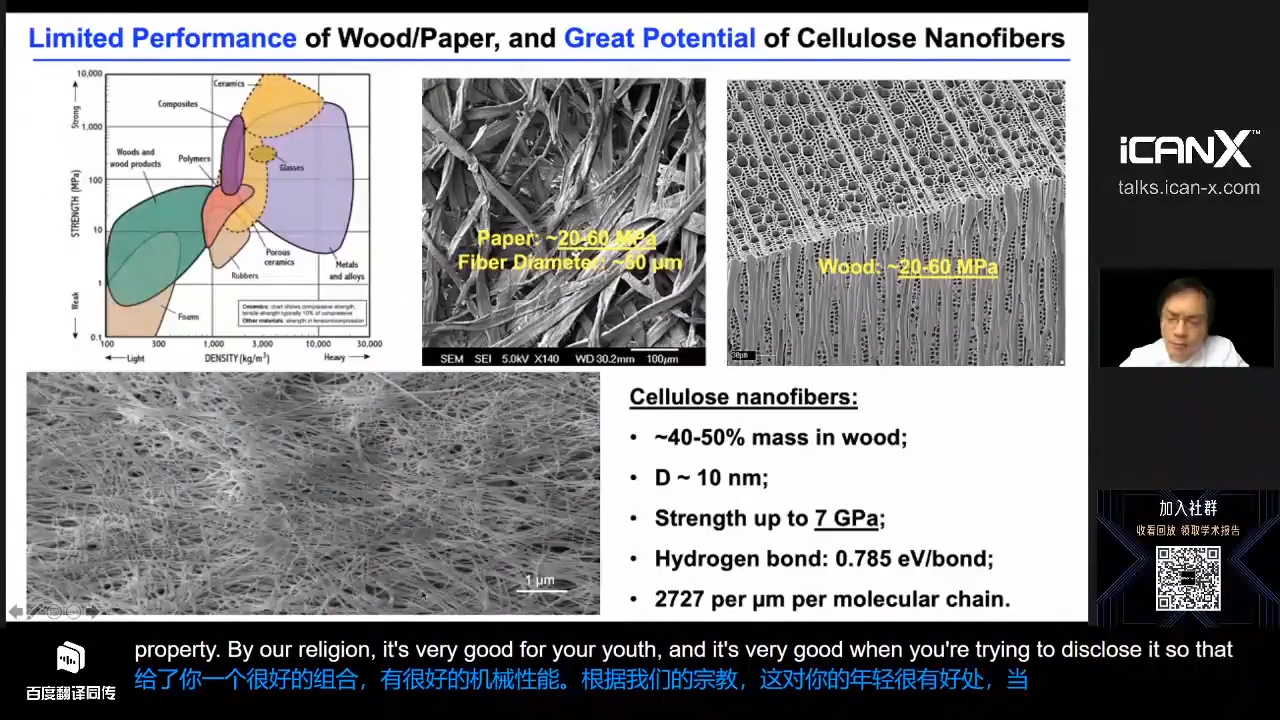 Limited Performance of Wood/Paper, and Great Potential of Cellulose Nanofibers
10,000
1,000
100
10
1
0.1
Strong
STRENGTH (MPa)
Weak
Ceramics
Composites
Woods and
wood products
Polymers
Glasses
Porous
ceramics
Rubbers
Metals
and alloys
Foams
Ceramics: chart shows compressive strength,
tensile strength typically 10% of compressive
Other materials: strength in tension/compression
100
300
1,000
3,000
10,000
30,000
Light
DENSITY (kg/m³)
Heavy
Paper: ~20-60 MPa
Fiber Diameter: ~50 µm
SEM SEI 5.0kV X140 WD 30.2mm 100µm
Wood: ~20-60 MPa
1 µm
Cellulose nanofibers:
• ~40-50% mass in wood;
• D ~ 10 nm;
• Strength up to 7 GPa;
• Hydrogen bond: 0.785 eV/bond;
• 2727 per µm per molecular chain.
iCANX™
talks.ican-x.com
加入社群
收看回放 领取学术报告
百度翻译同传
property. By our religion, it's very good for your youth, and it's very good when you're trying to disclose it so that
给了你一个很好的组合，有很好的机械性能。根据我们的宗教，这对你的年轻很有好处，当